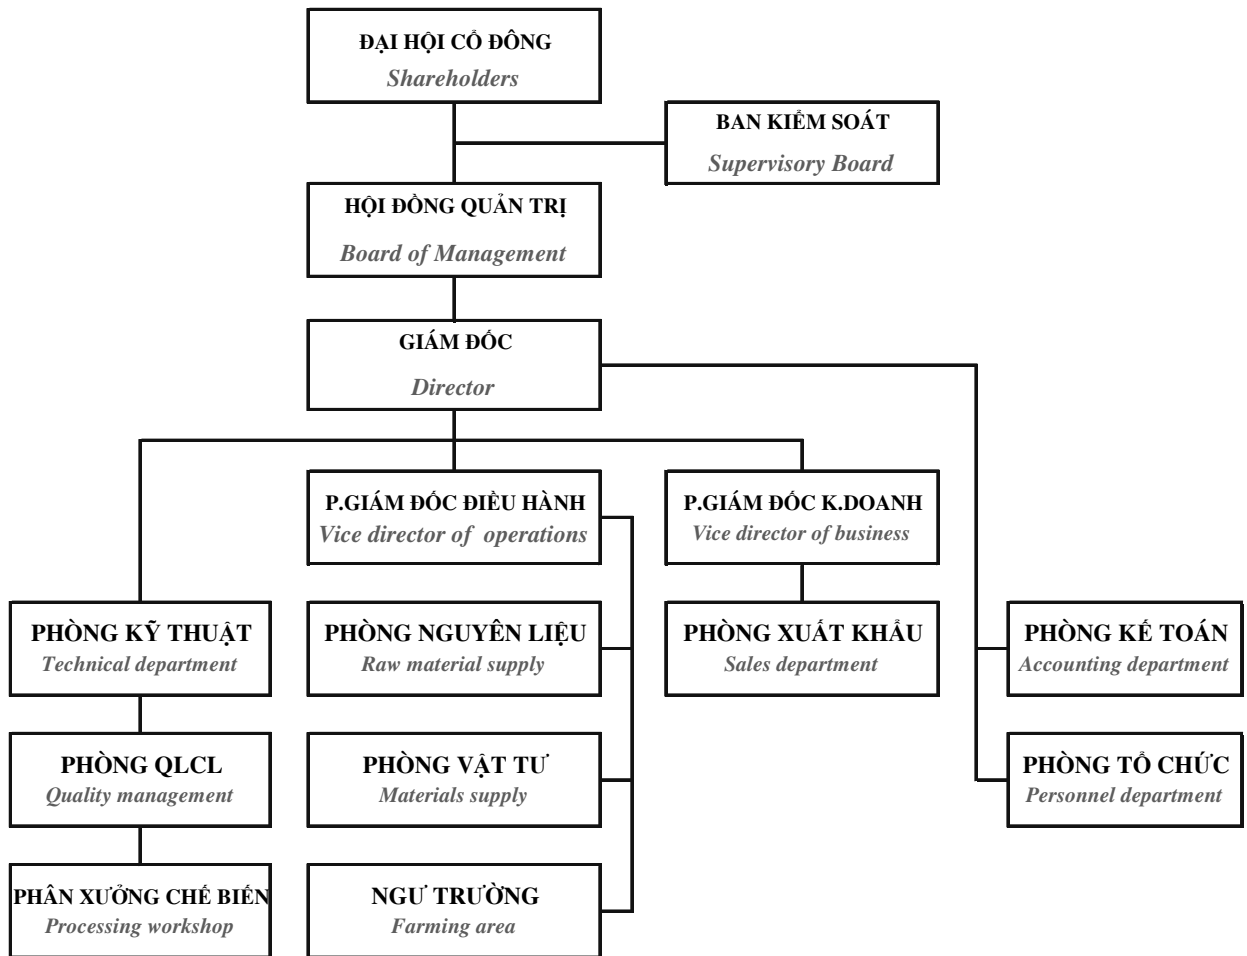 ĐẠI HỘI CỔ ĐÔNG
Shareholders
BAN KIỂM SOÁT
Supervisory Board
HỘI ĐỒNG QUẢN TRỊ
Board of Management
GIÁM ĐỐC
Director
P.GIÁM ĐỐC ĐIỀU HÀNH
Vice director of operations
P.GIÁM ĐỐC K.DOANH
Vice director of business
PHÒNG KỸ THUẬT
Technical department
PHÒNG NGUYÊN LIỆU
Raw material supply
PHÒNG XUẤT KHẨU
Sales department
PHÒNG KẾ TOÁN
Accounting department
PHÒNG QLCL
Quality management
PHÒNG VẬT TƯ
Materials supply
PHÒNG TỔ CHỨC
Personnel department
PHÂN XƯỞNG CHẾ BIẾN
Processing workshop
NGƯ TRƯỜNG
Farming area